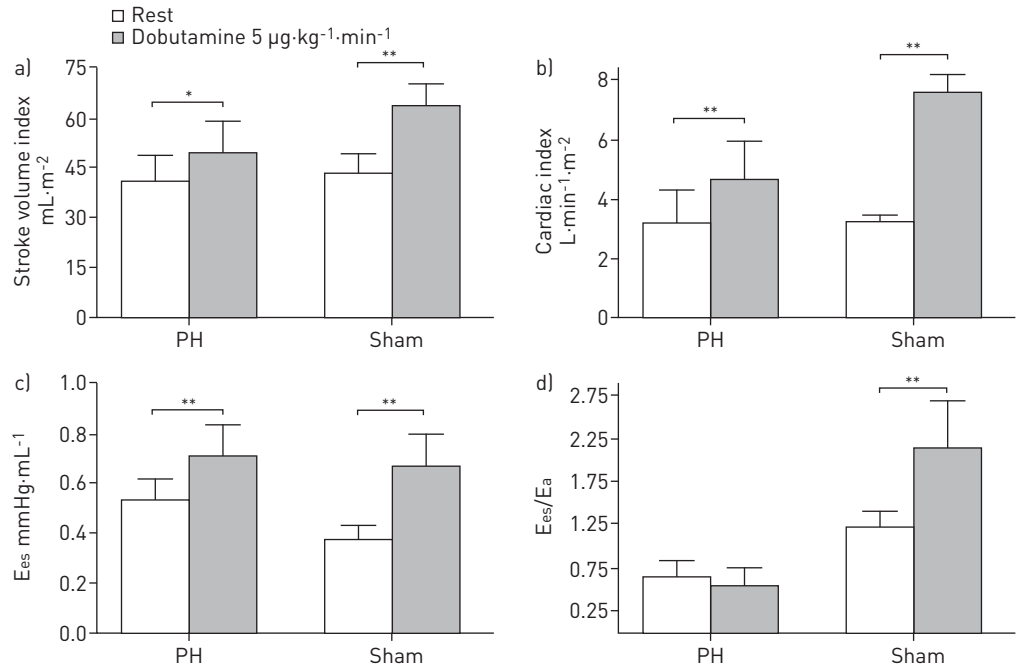 Rest
Dobutamine 5 µg·kg⁻¹·min⁻¹
a)
Stroke volume index
mL·m⁻²
75
60
45
30
15
0
*
**
PH
Sham
b)
Cardiac index
L·min⁻¹·m⁻²
8
6
4
2
0
**
**
PH
Sham
c)
Ees mmHg·mL⁻¹
1.0
0.8
0.6
0.4
0.2
0.0
**
**
PH
Sham
d)
Ees/Ea
2.75
2.25
1.75
1.25
0.75
0.25
**
PH
Sham